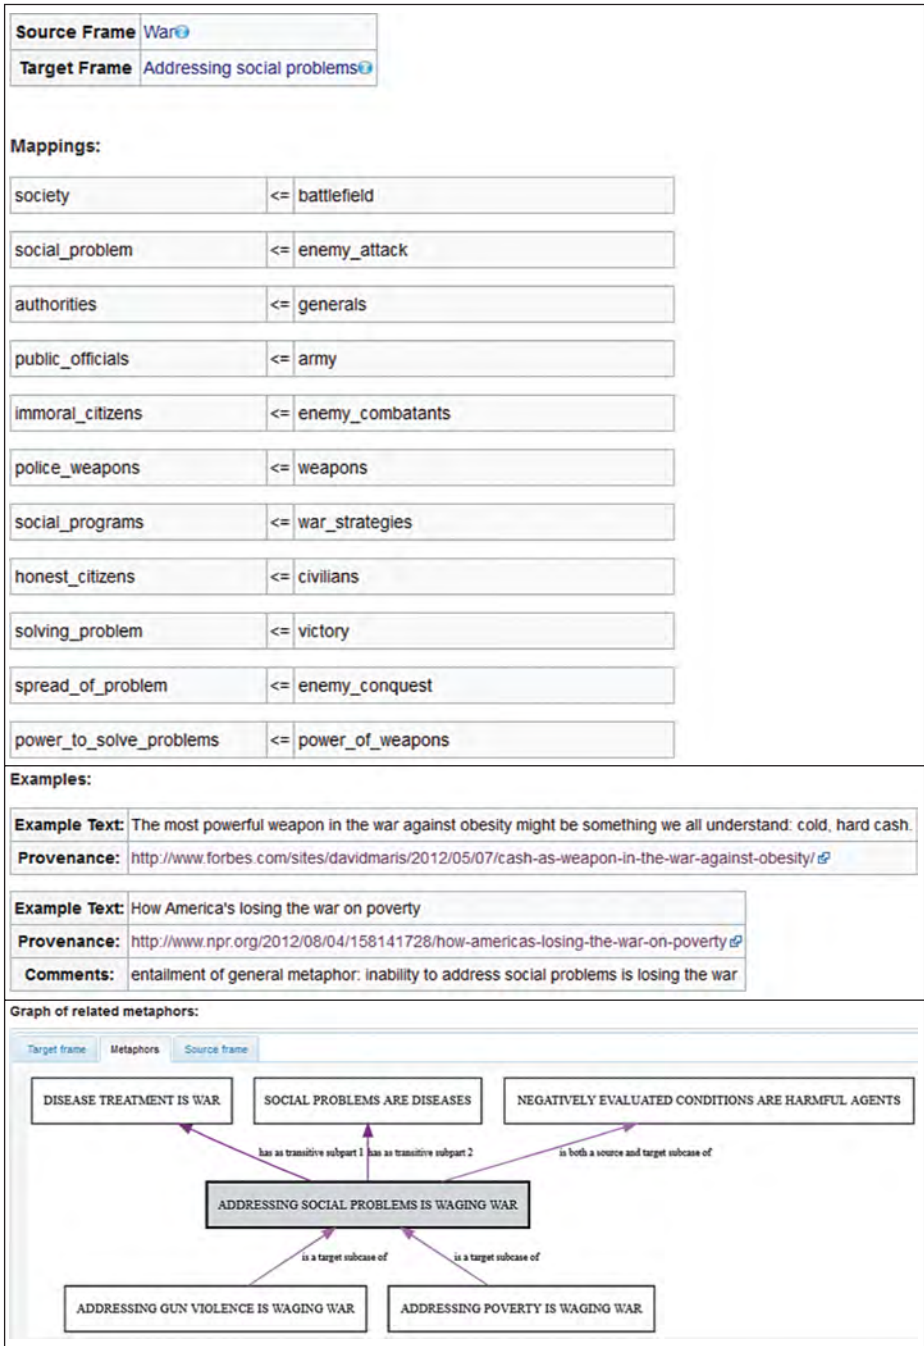 Source Frame War
Target Frame Addressing social problems
Mappings:
society <= battlefield
social_problem <= enemy_attack
authorities <= generals
public_officials <= army
immoral_citizens <= enemy_combatants
police_weapons <= weapons
social_programs <= war_strategies
honest_citizens <= civilians
solving_problem <= victory
spread_of_problem <= enemy_conquest
power_to_solve_problems <= power_of_weapons
Examples:
Example Text: The most powerful weapon in the war against obesity might be something we all understand: cold, hard cash.
Provenance: http://www.forbes.com/sites/davidmaris/2012/05/07/cash-as-weapon-in-the-war-against-obesity/
Example Text: How America's losing the war on poverty
Provenance: http://www.npr.org/2012/08/04/158141728/how-americas-losing-the-war-on-poverty
Comments: entailment of general metaphor: inability to address social problems is losing the war
Graph of related metaphors:
Target frame Metaphors Source frame
DISEASE TREATMENT IS WAR SOCIAL PROBLEMS ARE DISEASES NEGATIVELY EVALUATED CONDITIONS ARE HARMFUL AGENTS
has as transitive subpart 1 has as transitive subpart 2 is both a source and target subcase of
ADDRESSING SOCIAL PROBLEMS IS WAGING WAR
is a target subcase of is a target subcase of
ADDRESSING GUN VIOLENCE IS WAGING WAR ADDRESSING POVERTY IS WAGING WAR